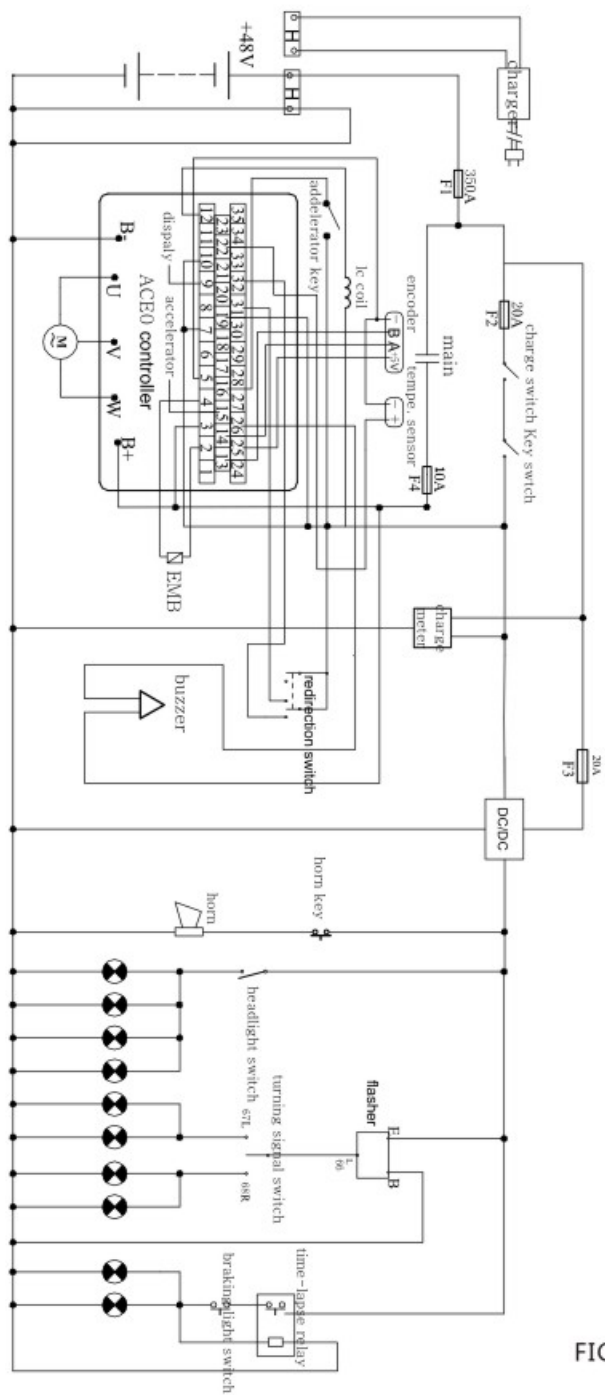 +48V
H
H
charger
350A
F1
20A
F2
charge switch
Key swtch
20A
F3
addelerator key
lc coil
encoder
- B A +5V
tempe. sensor
- +
main
10A
F4
B-
U
V
W
B+
M
ACE0 controller
dispaly
accelerator
35 34 33 32 31 30 29 28 27 26 25 24
23 22 21 20 19 18 17 16 15 14 13
12 11 10 9 8 7 6 5 4 3 2 1
EMB
charge
meter
redirection switch
buzzer
DC/DC
horn key
horn
headlight switch
turning signal switch
67L
68R
flasher
E
B
L
66
time-lapse relay
braking light switch
FIG